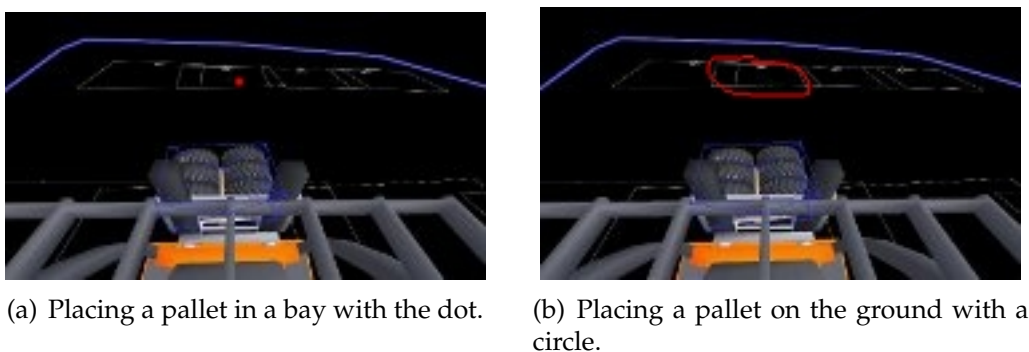 (a) Placing a pallet in a bay with the dot.
(b) Placing a pallet on the ground with a
circle.